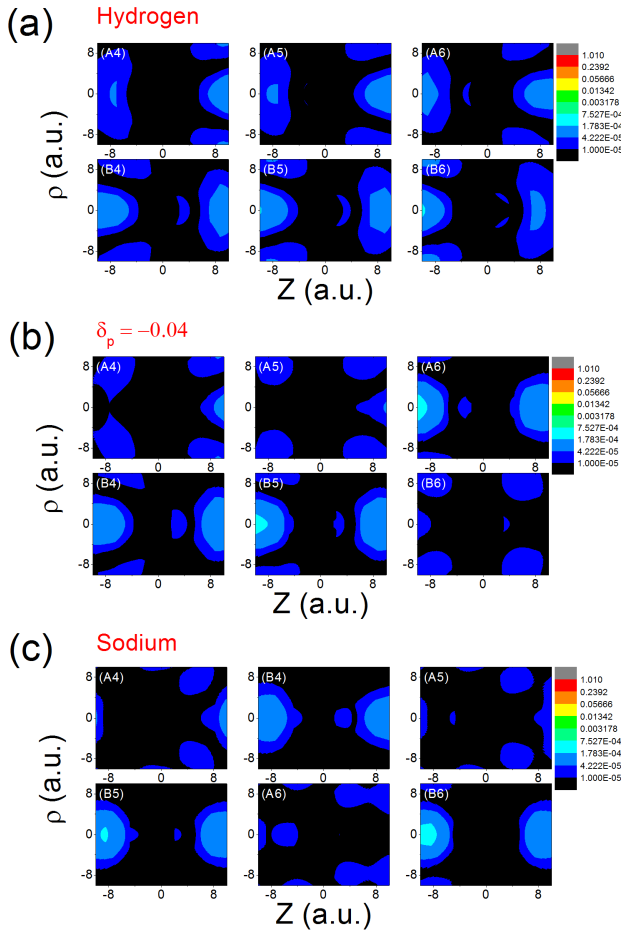 (a) Hydrogen
(A4) (A5) (A6)
8
0
-8
1.010
0.2392
0.05666
0.01342
0.003178
7.527E-04
1.783E-04
4.222E-05
1.000E-05
(B4) (B5) (B6)
8
0
-8
ρ (a.u.)
-8 0 8 -8 0 8 -8 0 8
Z (a.u.)
(b) δp = −0.04
(A4) (A5) (A6)
8
0
-8
1.010
0.2392
0.05666
0.01342
0.003178
7.527E-04
1.783E-04
4.222E-05
1.000E-05
(B4) (B5) (B6)
8
0
-8
ρ (a.u.)
-8 0 8 -8 0 8 -8 0 8
Z (a.u.)
(c) Sodium
(A4) (B4) (A5)
8
0
-8
1.010
0.2392
0.05666
0.01342
0.003178
7.527E-04
1.783E-04
4.222E-05
1.000E-05
(B5) (A6) (B6)
8
0
-8
ρ (a.u.)
-8 0 8 -8 0 8 -8 0 8
Z (a.u.)